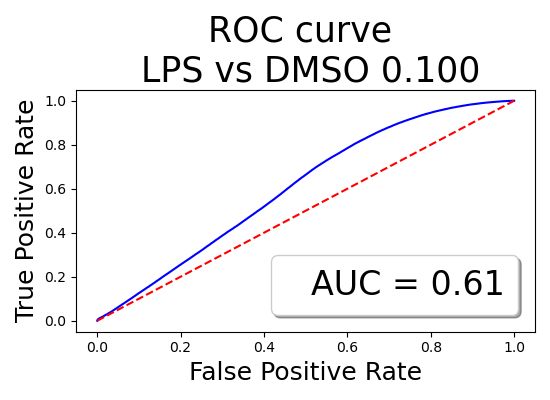 ROC curve
LPS vs DMSO 0.100
True Positive Rate
1.0
0.8
0.6
0.4
0.2
0.0
AUC = 0.61
0.0 0.2 0.4 0.6 0.8 1.0
False Positive Rate